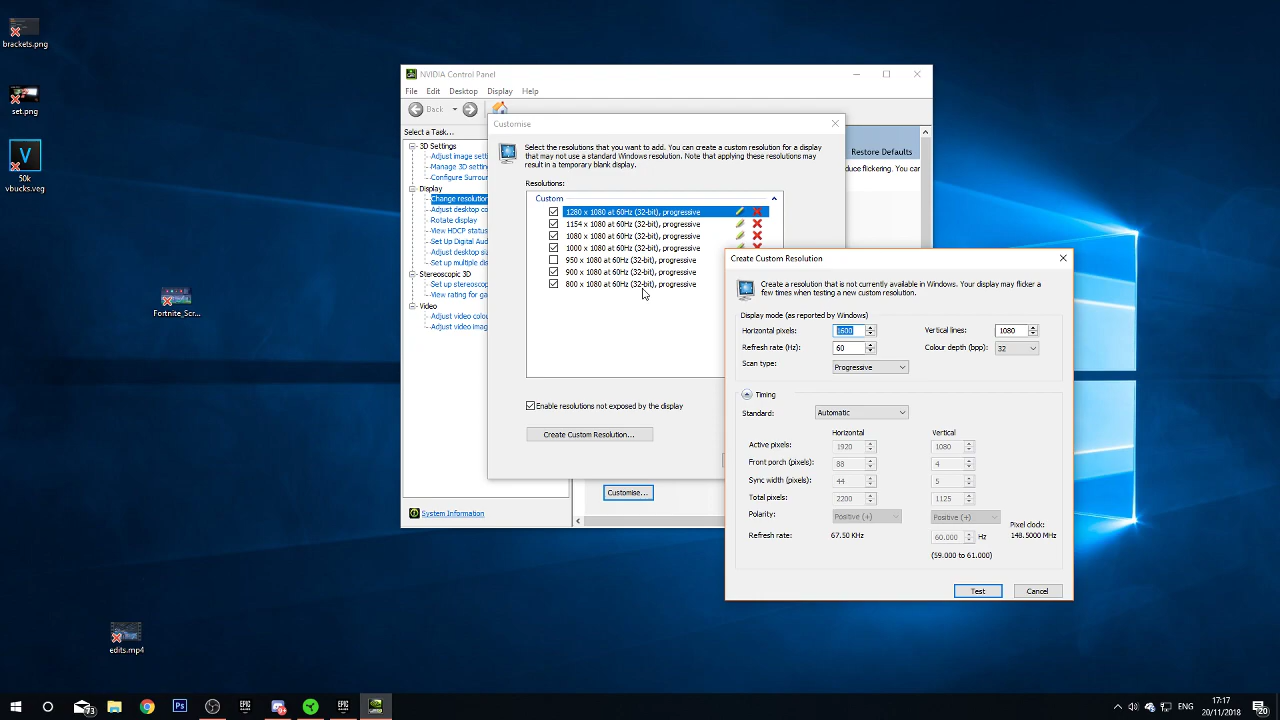 brackets.png
set.png
V
50k
vbucks.veg
Fortnite_Scr...
edits.mp4
NVIDIA Control Panel
File Edit Desktop Display Help
Back
Select a Task...
3D Settings
Adjust image sett
Manage 3D settin
Configure Surrour
Display
Change resolution
Adjust desktop co
Rotate display
View HDCP status
Set Up Digital Aud
Adjust desktop siz
Set up multiple dis
Stereoscopic 3D
Set up stereoscop
View rating for ga
Video
Adjust video colou
Adjust video imag
System Information
Restore Defaults
duce flickering. You can
Customise...
Customise
Select the resolutions that you want to add. You can create a custom resolution for a display
that may not use a standard Windows resolution. Note that applying these resolutions may
result in a temporary blank display.
Resolutions:
Custom
1280 x 1080 at 60Hz (32-bit), progressive
1154 x 1080 at 60Hz (32-bit), progressive
1080 x 1080 at 60Hz (32-bit), progressive
1000 x 1080 at 60Hz (32-bit), progressive
950 x 1080 at 60Hz (32-bit), progressive
900 x 1080 at 60Hz (32-bit), progressive
800 x 1080 at 60Hz (32-bit), progressive
Enable resolutions not exposed by the display
Create Custom Resolution...
Create Custom Resolution
Create a resolution that is not currently available in Windows. Your display may flicker a
few times when testing a new custom resolution.
Display mode (as reported by Windows)
Horizontal pixels: 1600 Vertical lines: 1080
Refresh rate (Hz): 60 Colour depth (bpp): 32
Scan type: Progressive
Timing
Standard: Automatic
Horizontal Vertical
Active pixels: 1920 1080
Front porch (pixels): 88 4
Sync width (pixels): 44 5
Total pixels: 2200 1125
Polarity: Positive (+) Positive (+)
Pixel clock:
Refresh rate: 67.50 KHz 60.000 Hz 148.5000 MHz
(59.000 to 61.000)
Test Cancel
Ps
EPIC
EPIC
17:17
20/11/2018
20